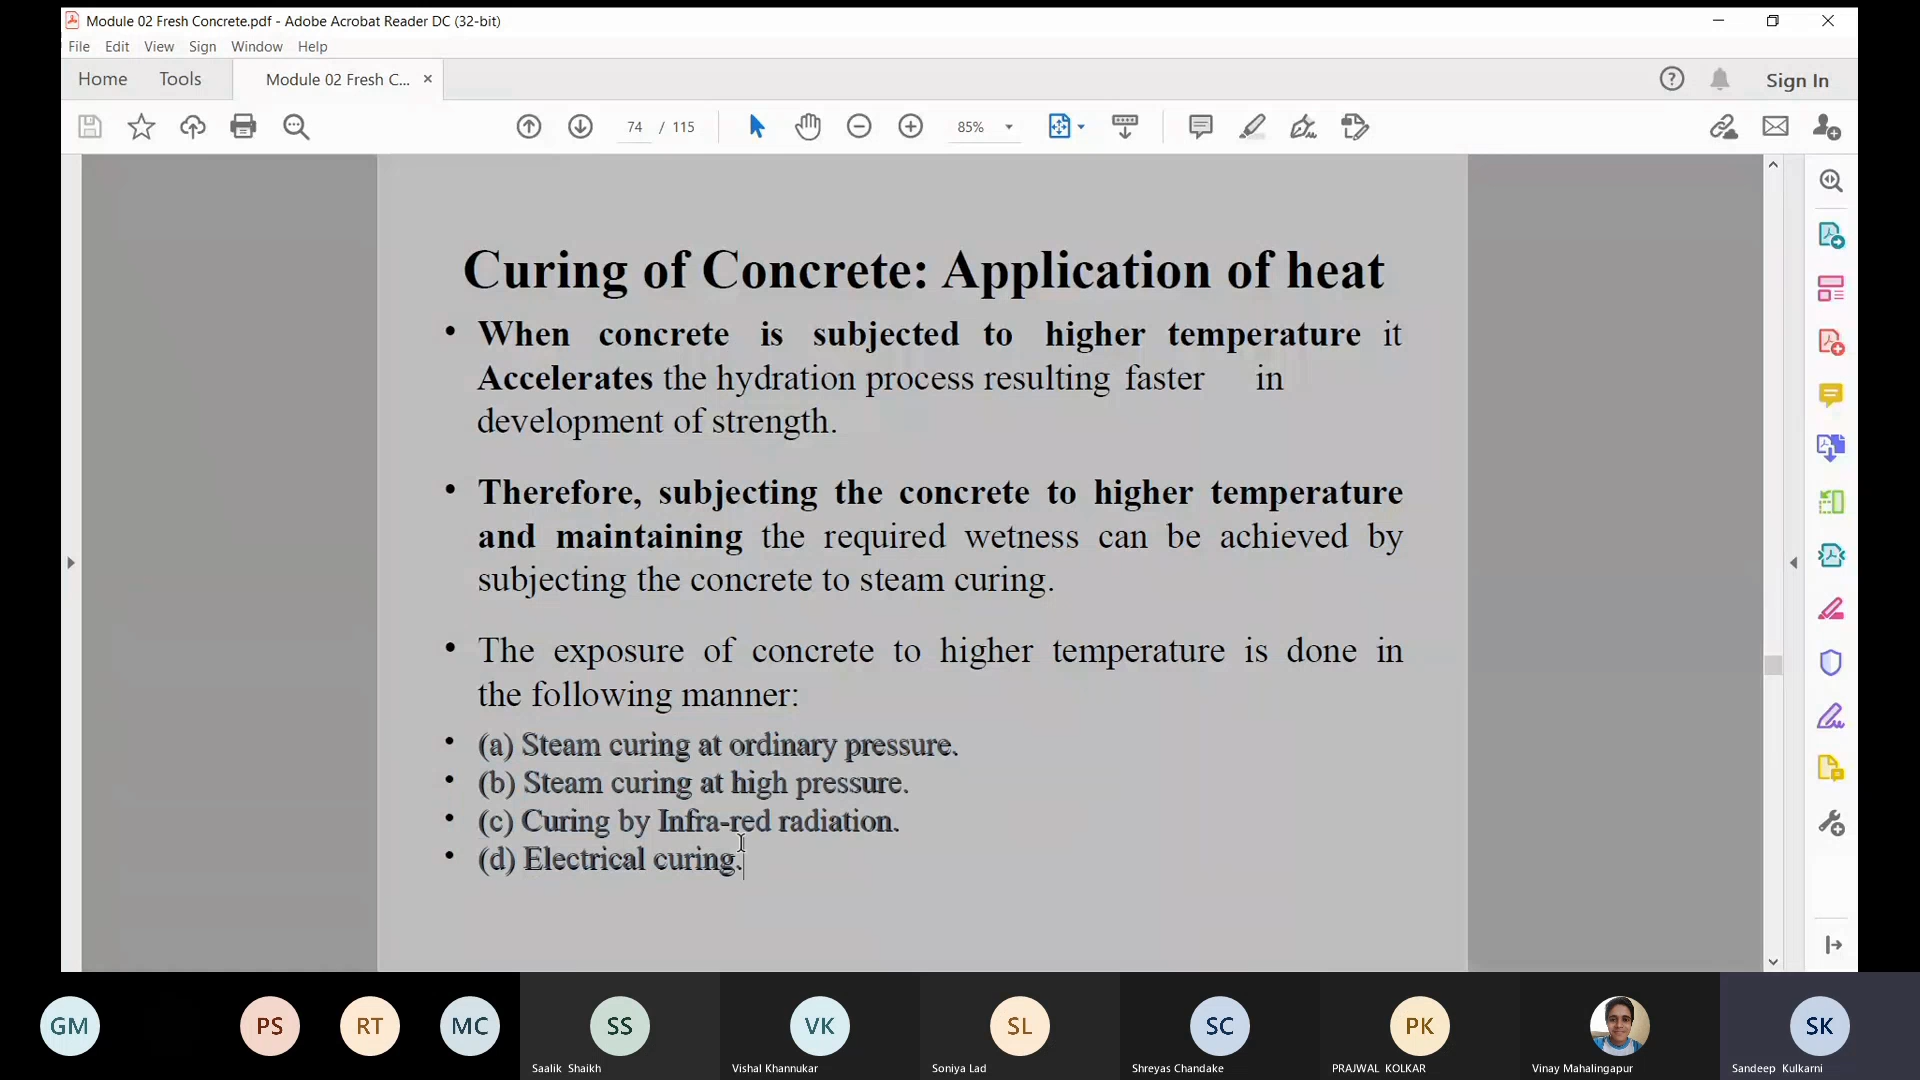 Module 02 Fresh Concrete.pdf - Adobe Acrobat Reader DC (32-bit)
File Edit View Sign Window Help
Home Tools Module 02 Fresh C... Sign In
74 / 115 85%
Curing of Concrete: Application of heat
• When concrete is subjected to higher temperature it
Accelerates the hydration process resulting faster in
development of strength.
• Therefore, subjecting the concrete to higher temperature
and maintaining the required wetness can be achieved by
subjecting the concrete to steam curing.
• The exposure of concrete to higher temperature is done in
the following manner:
• (a) Steam curing at ordinary pressure.
• (b) Steam curing at high pressure.
• (c) Curing by Infra-red radiation.
• (d) Electrical curing.
GM PS RT MC SS VK SL SC PK SK
Saalik Shaikh Vishal Khannukar Soniya Lad Shreyas Chandake PRAJWAL KOLKAR Vinay Mahalingapur Sandeep Kulkarni